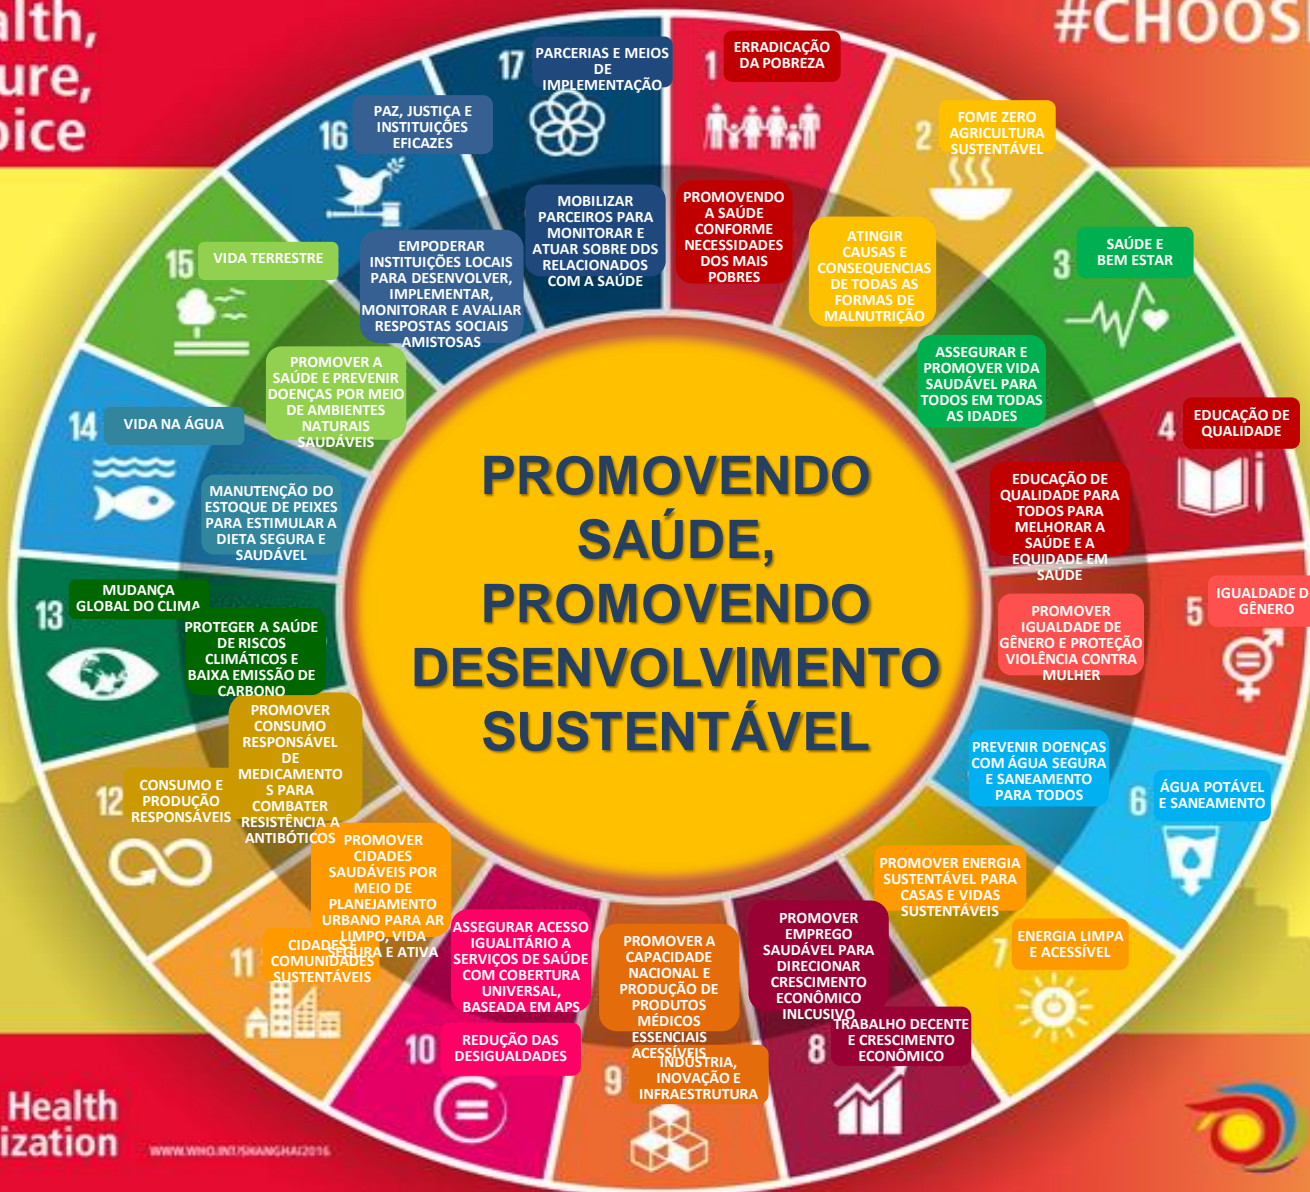 alth,
ure,
oice
#CHOOS
17
PARCERIAS E MEIOS
DE
IMPLEMENTAÇÃO
MOBILIZAR
PARCEIROS PARA
MONITORAR E
ATUAR SOBRE DDS
RELACIONADOS
COM A SAÚDE
1
ERRADICAÇÃO
DA POBREZA
PROMOVENDO
A SAÚDE
CONFORME
NECESSIDADES
DOS MAIS
POBRES
2
FOME ZERO
AGRICULTURA
SUSTENTÁVEL
ATINGIR
CAUSAS E
CONSEQUENCIAS
DE TODAS AS
FORMAS DE
MALNUTRIÇÃO
3
SAÚDE E
BEM ESTAR
ASSEGURAR E
PROMOVER VIDA
SAUDÁVEL PARA
TODOS EM TODAS
AS IDADES
4
EDUCAÇÃO DE
QUALIDADE
EDUCAÇÃO DE
QUALIDADE PARA
TODOS PARA
MELHORAR A
SAÚDE E A
EQUIDADE EM
SAÚDE
5
IGUALDADE D
GÊNERO
PROMOVER
IGUALDADE DE
GÊNERO E PROTEÇÃO
VIOLÊNCIA CONTRA
MULHER
6
ÁGUA POTÁVEL
E SANEAMENTO
PREVENIR DOENÇAS
COM ÁGUA SEGURA
E SANEAMENTO
PARA TODOS
7
ENERGIA LIMPA
E ACESSÍVEL
PROMOVER ENERGIA
SUSTENTÁVEL PARA
CASAS E VIDAS
SUSTENTÁVEIS
8
TRABALHO DECENTE
E CRESCIMENTO
ECONÔMICO
PROMOVER
EMPREGO
SAUDÁVEL PARA
DIRECIONAR
CRESCIMENTO
ECONÔMICO
INLCUSIVO
9
INDÚSTRIA,
INOVAÇÃO E
INFRAESTRUTURA
PROMOVER A
CAPACIDADE
NACIONAL E
PRODUÇÃO DE
PRODUTOS
MÉDICOS
ESSENCIAIS
ACESSÍVEIS
10
REDUÇÃO DAS
DESIGUALDADES
ASSEGURAR ACESSO
IGUALITÁRIO A
SERVIÇOS DE SAÚDE
COM COBERTURA
UNIVERSAL,
BASEADA EM APS
11
CIDADES E
COMUNIDADES
SUSTENTÁVEIS
PROMOVER
CIDADES
SAUDÁVEIS POR
MEIO DE
PLANEJAMENTO
URBANO PARA AR
LIMPO, VIDA
SEGURA E ATIVA
12
CONSUMO E
PRODUÇÃO
RESPONSÁVEIS
PROMOVER
CONSUMO
RESPONSÁVEL
DE
MEDICAMENTO
S PARA
COMBATER
RESISTÊNCIA A
ANTIBÓTICOS
13
MUDANÇA
GLOBAL DO CLIMA
PROTEGER A SAÚDE
DE RISCOS
CLIMÁTICOS E
BAIXA EMISSÃO DE
CARBONO
14
VIDA NA ÁGUA
MANUTENÇÃO DO
ESTOQUE DE PEIXES
PARA ESTIMULAR A
DIETA SEGURA E
SAUDÁVEL
15
VIDA TERRESTRE
PROMOVER A
SAÚDE E PREVENIR
DOENÇAS POR MEIO
DE AMBIENTES
NATURAIS
SAUDÁVEIS
16
PAZ, JUSTIÇA E
INSTITUIÇÕES
EFICAZES
EMPODERAR
INSTITUIÇÕES LOCAIS
PARA DESENVOLVER,
IMPLEMENTAR,
MONITORAR E AVALIAR
RESPOSTAS SOCIAIS
AMISTOSAS
PROMOVENDO
SAÚDE,
PROMOVENDO
DESENVOLVIMENTO
SUSTENTÁVEL
Health
ization
WWW.WHO.INT/SHANGHAI2016